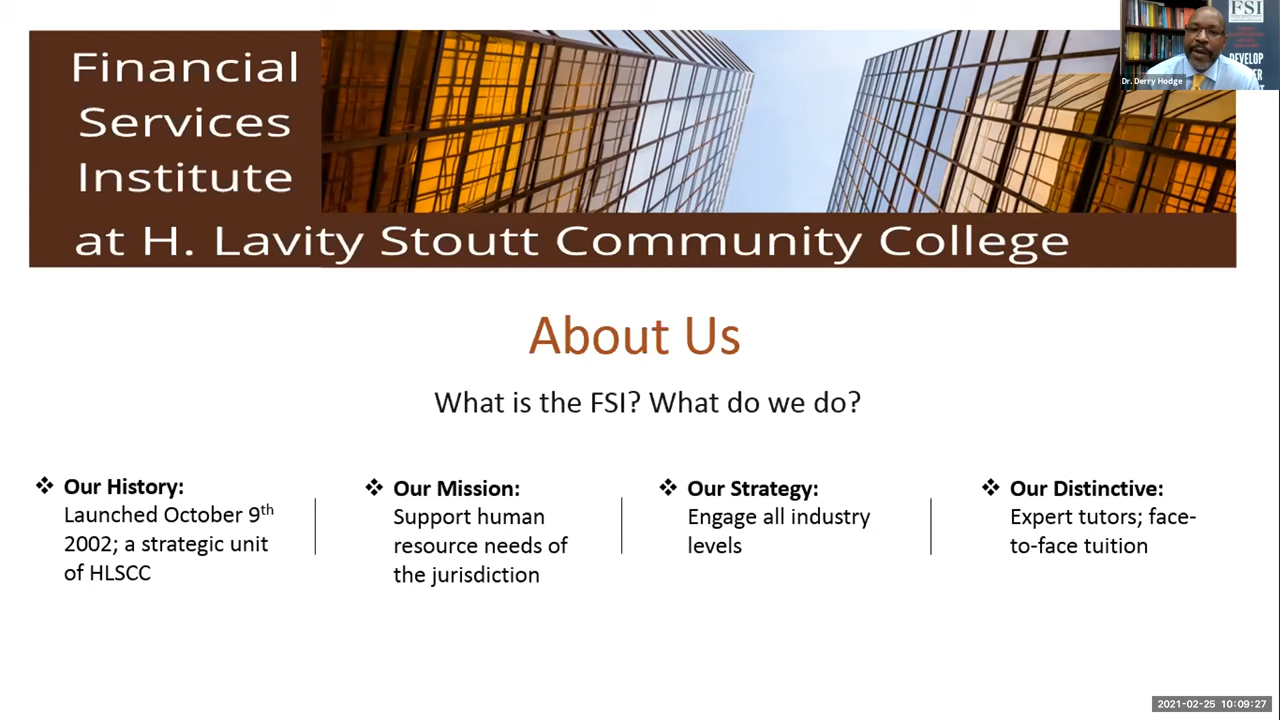 Financial
Services
Institute
at H. Lavity Stoutt Community College
FSI
DEVELOP
Dr. Derry Hodge
About Us
What is the FSI? What do we do?
❖ Our History:
Launched October 9th
2002; a strategic unit
of HLSCC
❖ Our Mission:
Support human
resource needs of
the jurisdiction
❖ Our Strategy:
Engage all industry
levels
❖ Our Distinctive:
Expert tutors; face-
to-face tuition
2021-02-25 10:09:27